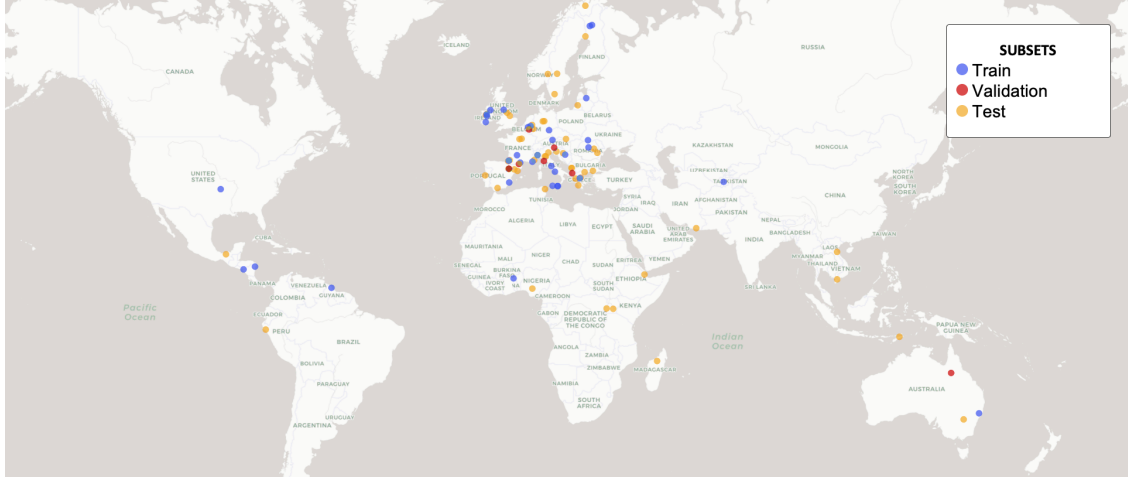 SUBSETS
Train
Validation
Test
ICELAND
RUSSIA
CANADA
FINLAND
NORWAY
UNITED
DENMARK
BELARUS
POLAND
UKRAINE
FRANCE
KAZAKHSTAN
MONGOLIA
BULGARIA
TURKEY
UNITED
STATES
NORTH
KOREA
SOUTH
KOREA
TUNISIA
SYRIA
IRAQ
IRAN
AFGHANISTAN
CHINA
MOROCCO
JORDAN
PAKISTAN
ALGERIA
LIBYA
EGYPT
SAUDI
ARABIA
UNITED
ARAB
EMIRATES
NEPAL
BANGLADESH
INDIA
TAIWAN
CUBA
MAURITANIA
MALI
NIGER
CHAD
SUDAN
ERITREA
YEMEN
MYANMAR
LAOS
THAILAND
VIETNAM
SENEGAL
GUINEA
BURKINA
IVORY
COAST
NIGERIA
ETHIOPIA
SOUTH
SUDAN
SRI LANKA
PANAMA
VENEZUELA
GUYANA
COLOMBIA
CAMEROON
Pacific
Ocean
ECUADOR
GABON
DEMOCRATIC
REPUBLIC OF
THE CONGO
KENYA
PERU
BRAZIL
PAPUA NEW
GUINEA
Indian
Ocean
ANGOLA
ZAMBIA
ZIMBABWE
MADAGASCAR
BOLIVIA
PARAGUAY
NAMIBIA
AUSTRALIA
SOUTH
AFRICA
URUGUAY
ARGENTINA